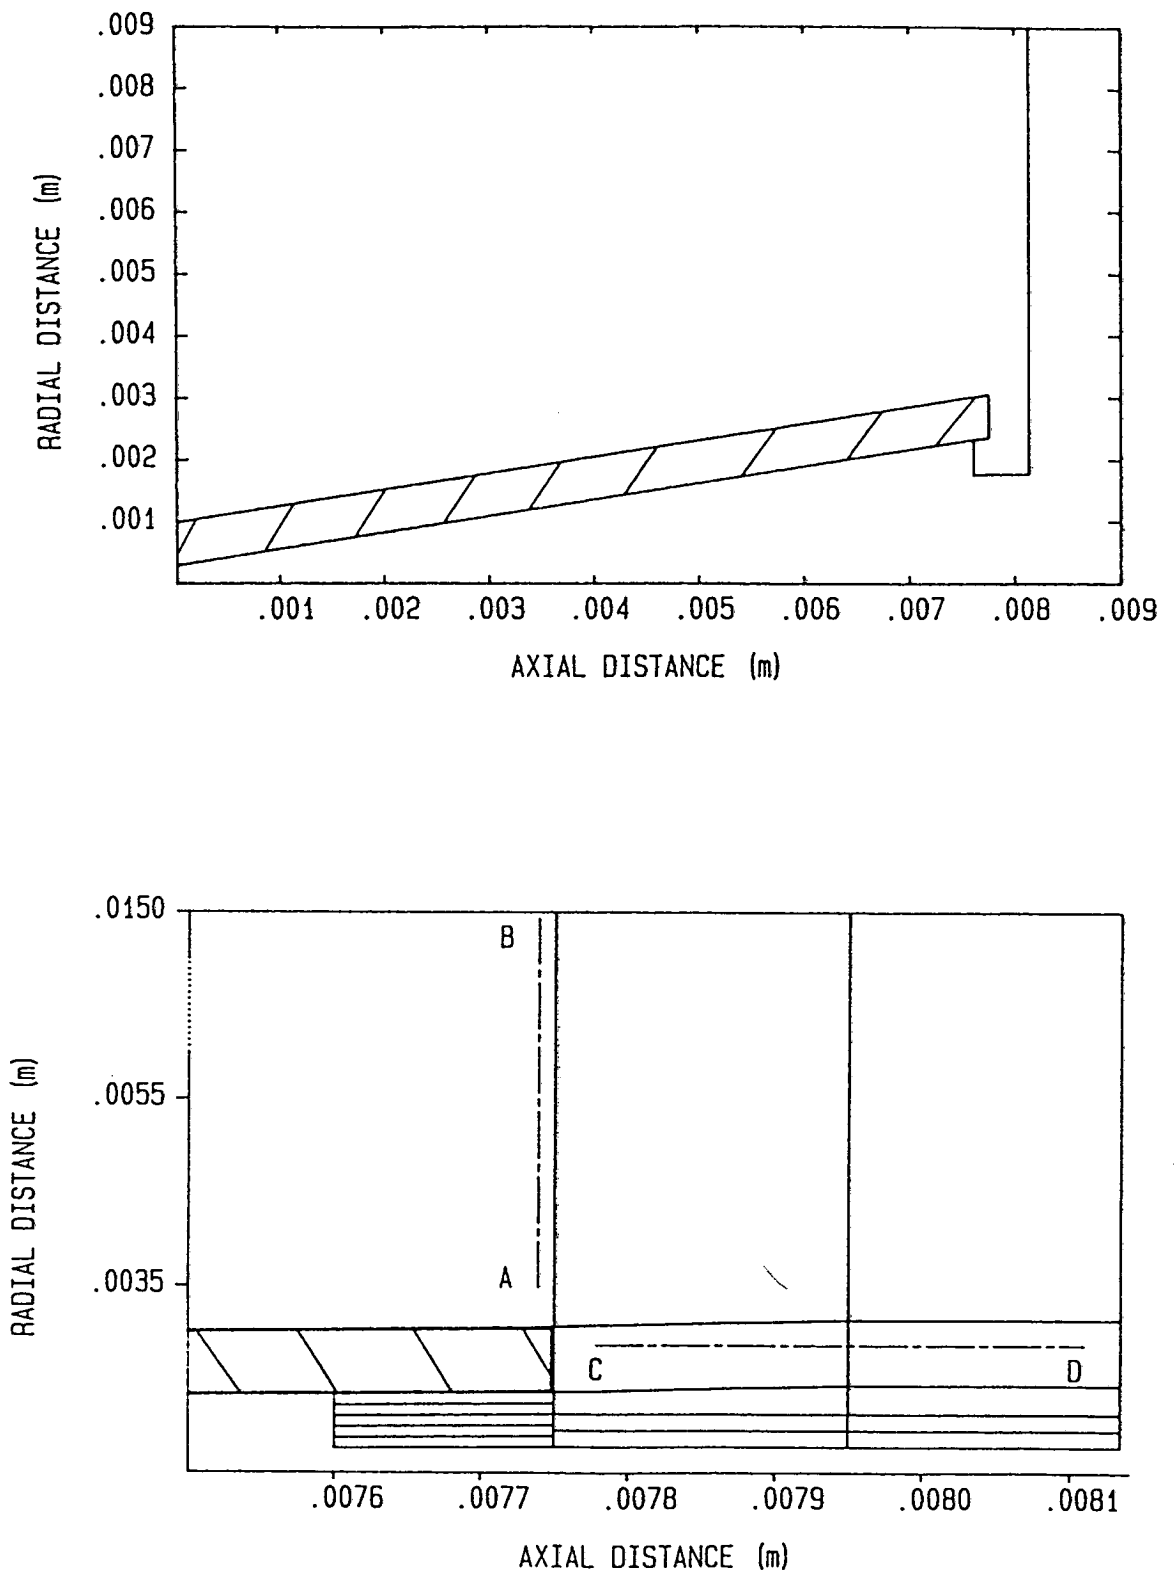 .009
.008
.007
.006
.005
.004
.003
.002
.001
RADIAL DISTANCE (m)
.001 .002 .003 .004 .005 .006 .007 .008 .009
AXIAL DISTANCE (m)
.0150
B
.0055
A
.0035
C D
RADIAL DISTANCE (m)
.0076 .0077 .0078 .0079 .0080 .0081
AXIAL DISTANCE (m)